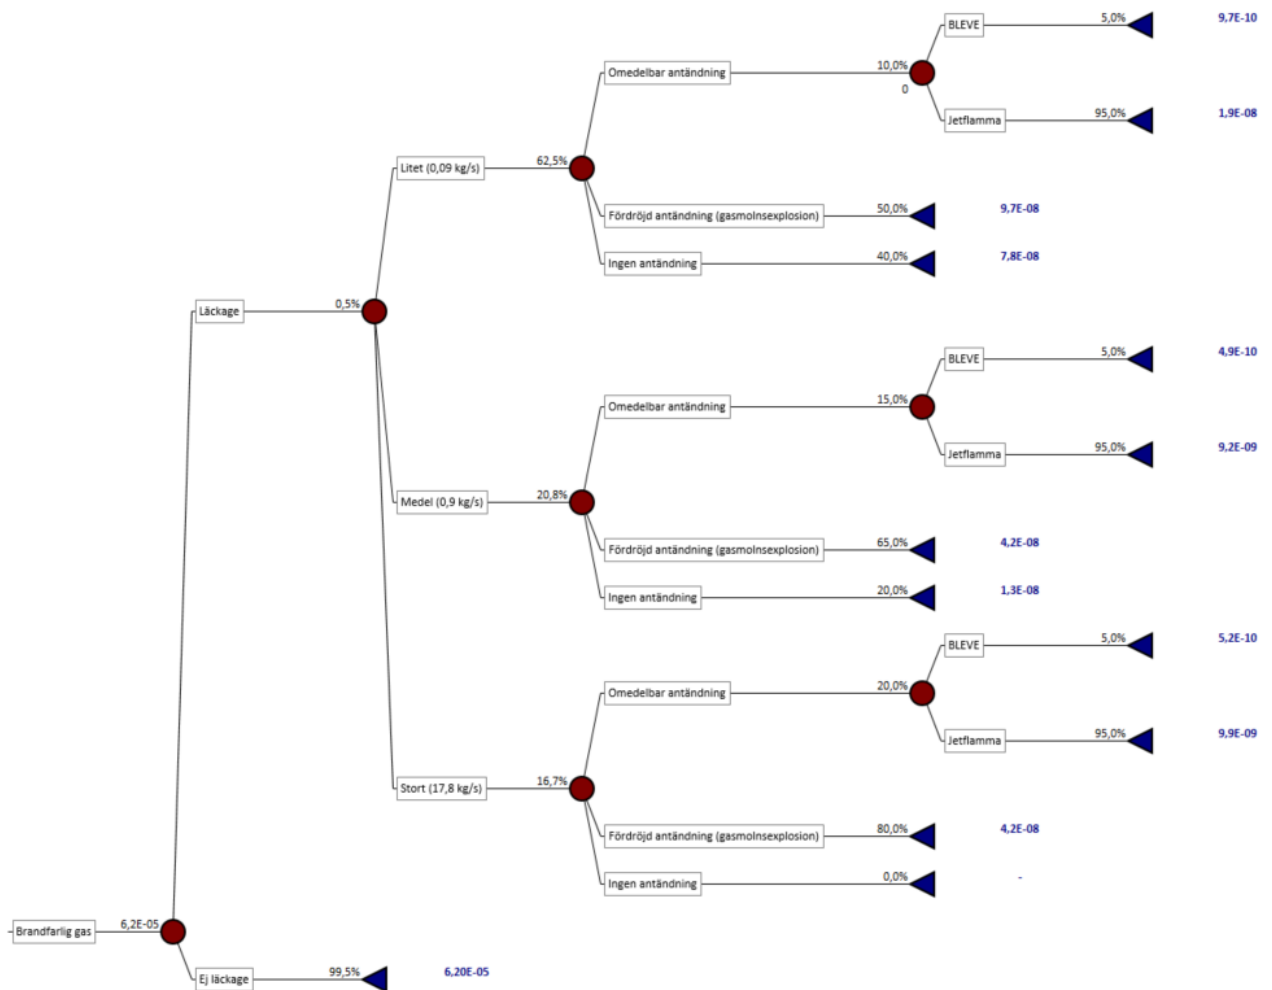 BLEVE 5,0% 9,7E-10
Omedelbar antändning 10,0%
0
Jetflamma 95,0% 1,9E-08
Litet (0,09 kg/s) 62,5%
Fördröjd antändning (gasmolnsexplosion) 50,0% 9,7E-08
Ingen antändning 40,0% 7,8E-08
Läckage 0,5%
BLEVE 5,0% 4,9E-10
Omedelbar antändning 15,0%
Jetflamma 95,0% 9,2E-09
Medel (0,9 kg/s) 20,8%
Fördröjd antändning (gasmolnsexplosion) 65,0% 4,2E-08
Ingen antändning 20,0% 1,3E-08
BLEVE 5,0% 5,2E-10
Omedelbar antändning 20,0%
Jetflamma 95,0% 9,9E-09
Stort (17,8 kg/s) 16,7%
Fördröjd antändning (gasmolnsexplosion) 80,0% 4,2E-08
Ingen antändning 0,0% -
Brandfarlig gas 6,2E-05
Ej läckage 99,5% 6,20E-05